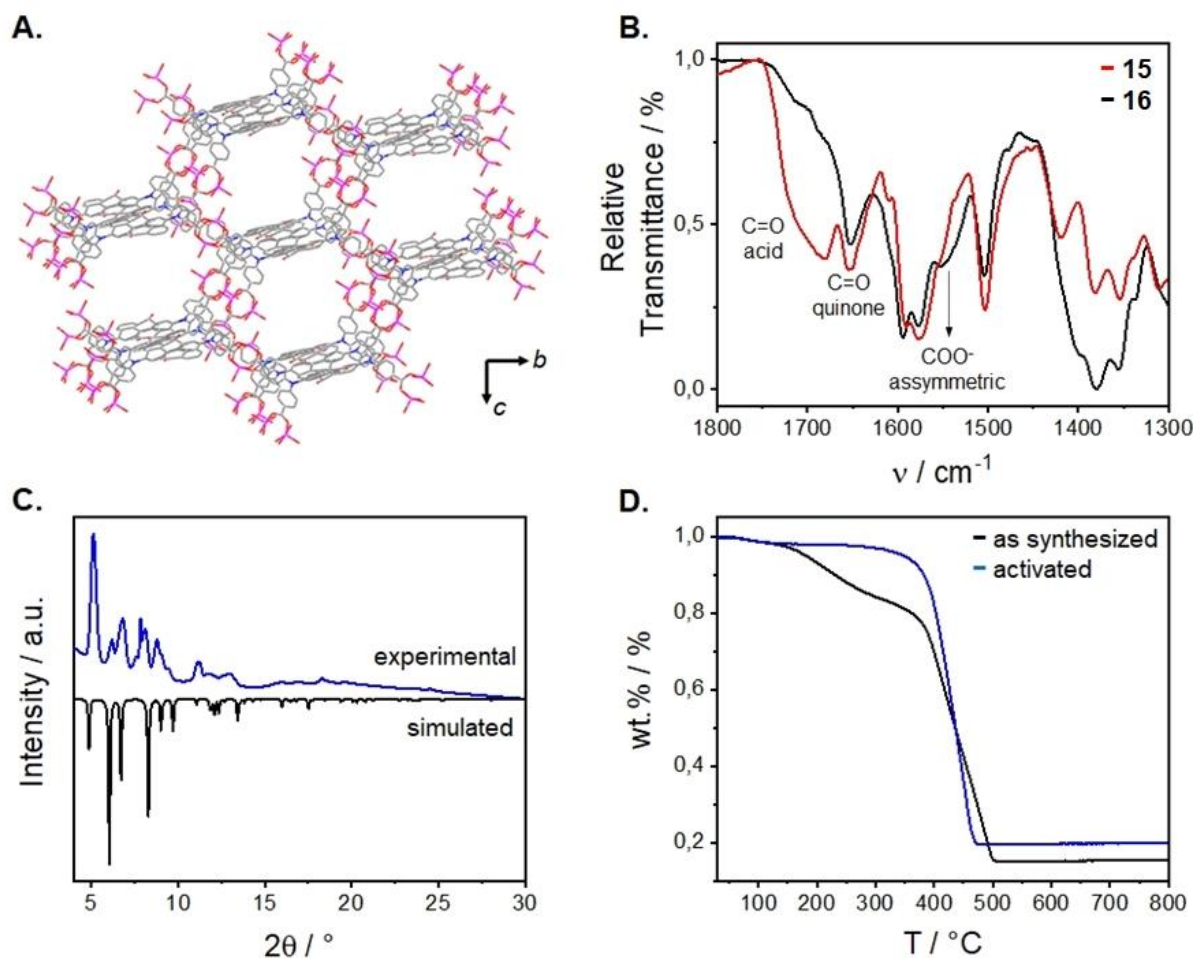 A.
b
c
B.
Relative
Transmittance / %
1,0
0,5
0,0
15
16
C=O
acid
C=O
quinone
COO-
assymmetric
1800 1700 1600 1500 1400 1300
ν / cm-1
C.
Intensity / a.u.
experimental
simulated
5 10 15 20 25 30
2θ / °
D.
wt.% / %
1,0
0,8
0,6
0,4
0,2
as synthesized
activated
100 200 300 400 500 600 700 800
T / °C